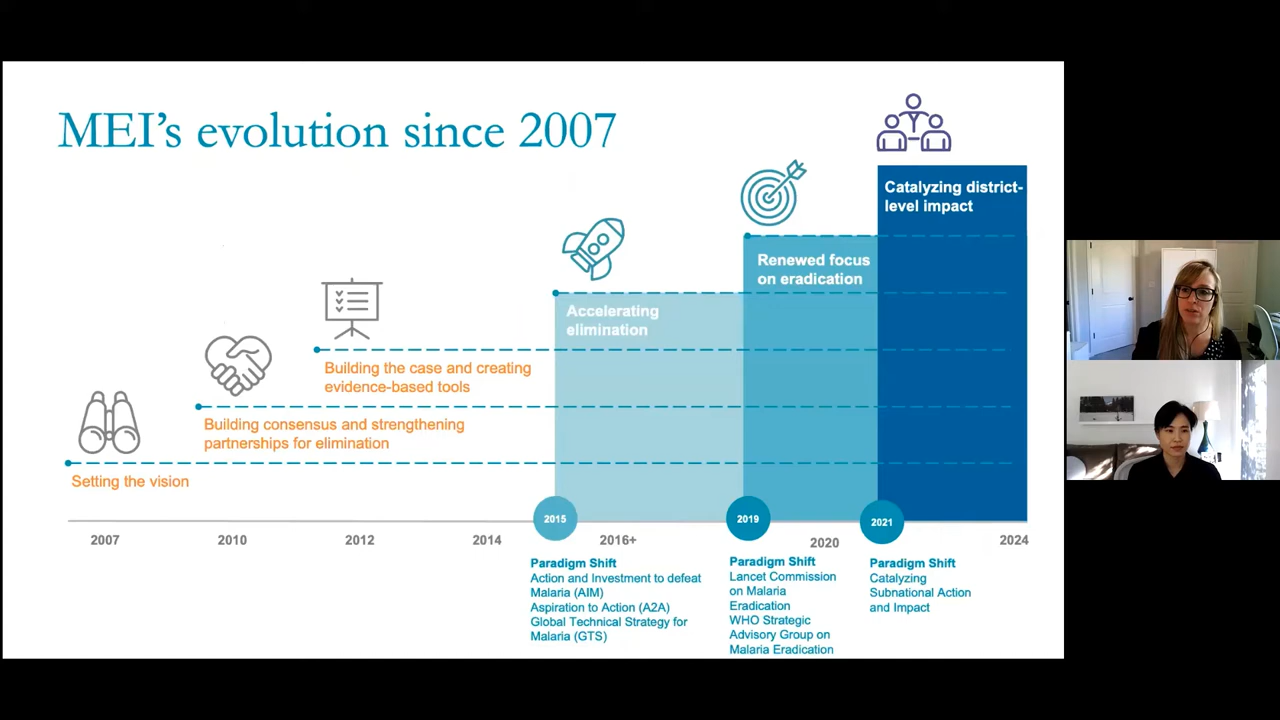 MEI's evolution since 2007
Catalyzing district-
level impact
Renewed focus
on eradication
Accelerating
elimination
Building the case and creating
evidence-based tools
Building consensus and strengthening
partnerships for elimination
Setting the vision
2015
2019
2021
2007
2010
2012
2014
2016+
2020
2024
Paradigm Shift
Action and Investment to defeat
Malaria (AIM)
Aspiration to Action (A2A)
Global Technical Strategy for
Malaria (GTS)
Paradigm Shift
Lancet Commission
on Malaria
Eradication
WHO Strategic
Advisory Group on
Malaria Eradication
Paradigm Shift
Catalyzing
Subnational Action
and Impact